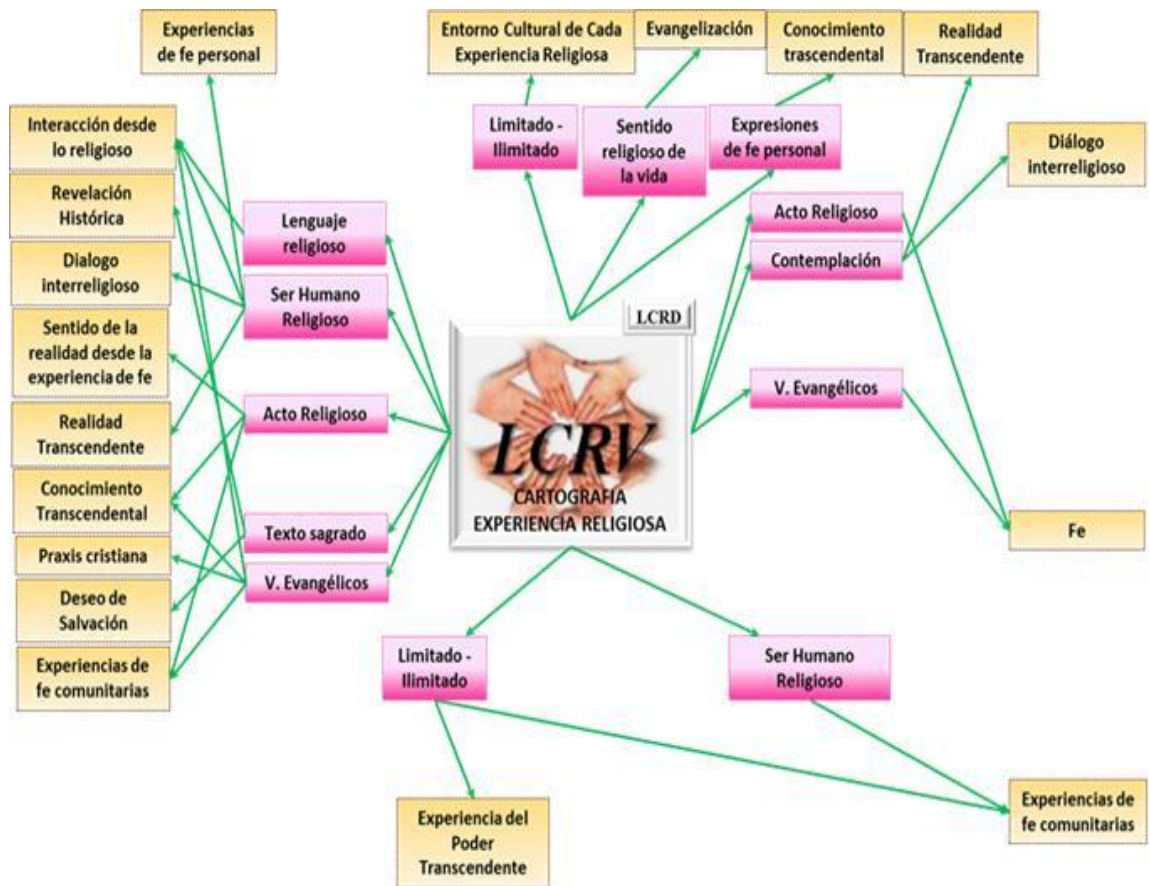 Experiencias
de fe personal
Entorno Cultural de Cada
Experiencia Religiosa
Evangelización
Conocimiento
trascendental
Realidad
Transcendente
Limitado -
Ilimitado
Sentido
religioso de
la vida
Expresiones
de fe personal
Interacción desde
lo religioso
Revelación
Histórica
Dialogo
interreligioso
Sentido de la
realidad desde la
experiencia de fe
Realidad
Transcendente
Conocimiento
Transcendental
Praxis cristiana
Deseo de
Salvación
Experiencias de
fe comunitarias
Lenguaje
religioso
Ser Humano
Religioso
Acto Religioso
Texto sagrado
V. Evangélicos
LCRD
LCRV
CARTOGRAFIA
EXPERIENCIA RELIGIOSA
Acto Religioso
Contemplación
V. Evangélicos
Diálogo
interreligioso
Fe
Limitado -
Ilimitado
Ser Humano
Religioso
Experiencia del
Poder
Transcendente
Experiencias de
fe comunitarias